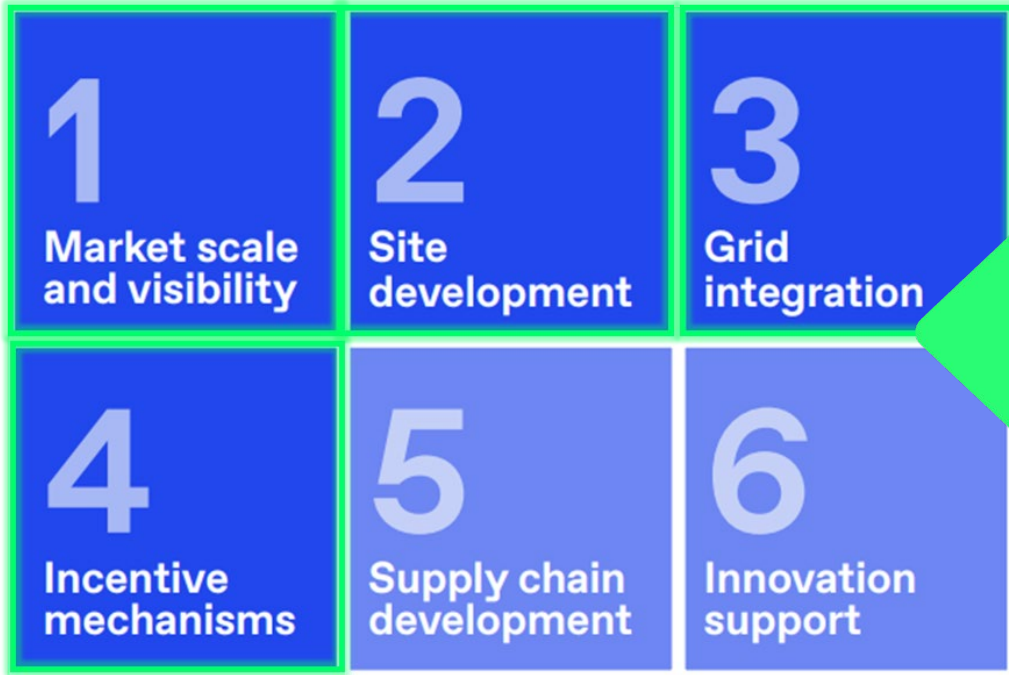 1
Market scale
and visibility
2
Site
development
3
Grid
integration
4
Incentive
mechanisms
5
Supply chain
development
6
Innovation
support